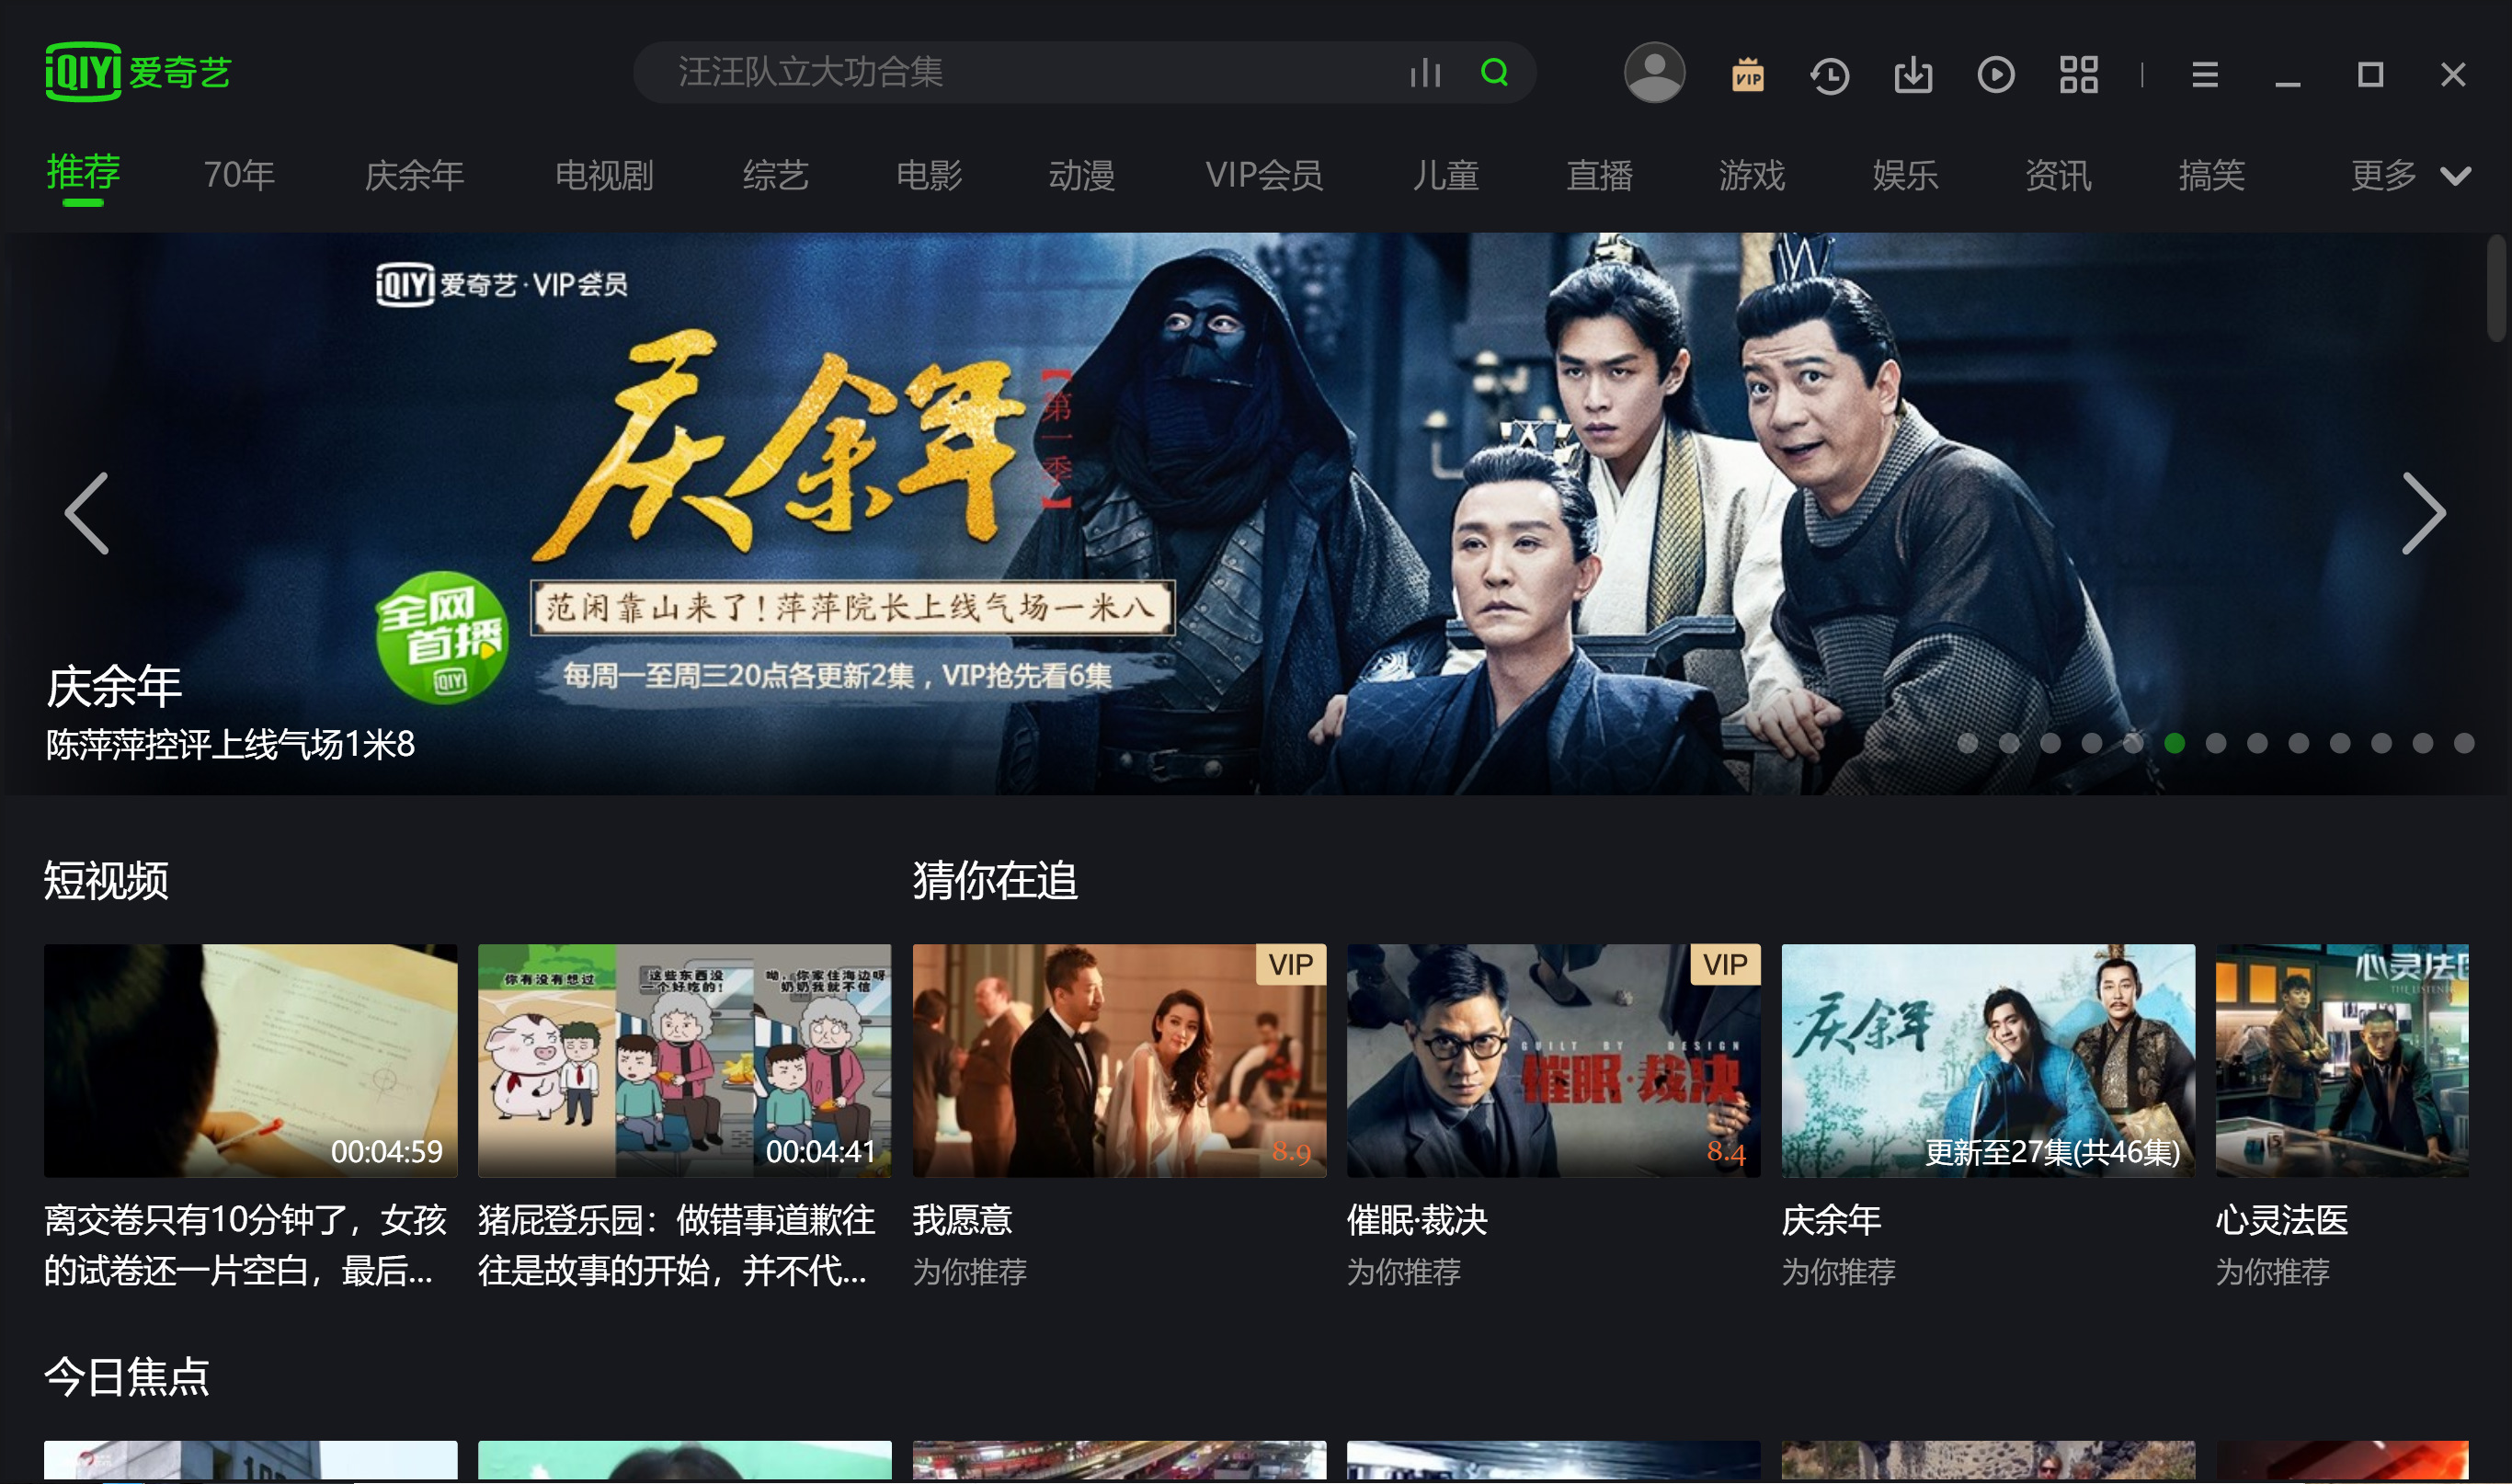 iQIYI 爱奇艺
汪汪队立大功合集
VIP
推荐 70年 庆余年 电视剧 综艺 电影 动漫 VIP会员 儿童 直播 游戏 娱乐 资讯 搞笑 更多
iQIYI 爱奇艺·VIP会员
庆余年
【第一季】
全网
首播
iQIYI
范闲靠山来了!萍萍院长上线气场一米八
每周一至周三20点各更新2集，VIP抢先看6集
庆余年
陈萍萍控评上线气场1米8
短视频
00:04:59
离交卷只有10分钟了，女孩
的试卷还一片空白，最后...
你有没有想过
这些东西没
一个好吃的!
呦，你家住海边呀
奶奶我就不信
00:04:41
猪屁登乐园：做错事道歉往
往是故事的开始，并不代...
猜你在追
VIP
8.9
我愿意
为你推荐
VIP
GUILT BY DESIGN
催眠·裁决
8.4
催眠·裁决
为你推荐
庆余年
更新至27集(共46集)
庆余年
为你推荐
心灵法医
为你推荐
今日焦点